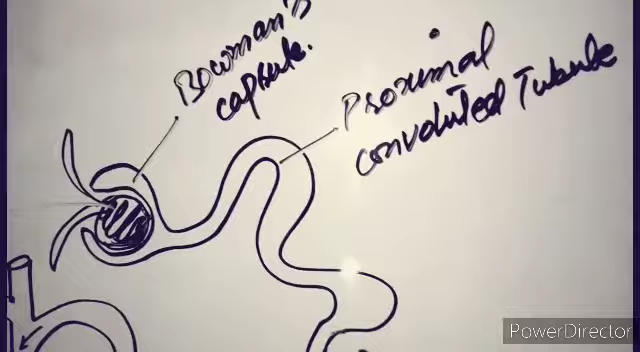 Bowman's
capsule.
Proximal
convoluted Tubule
PowerDirector